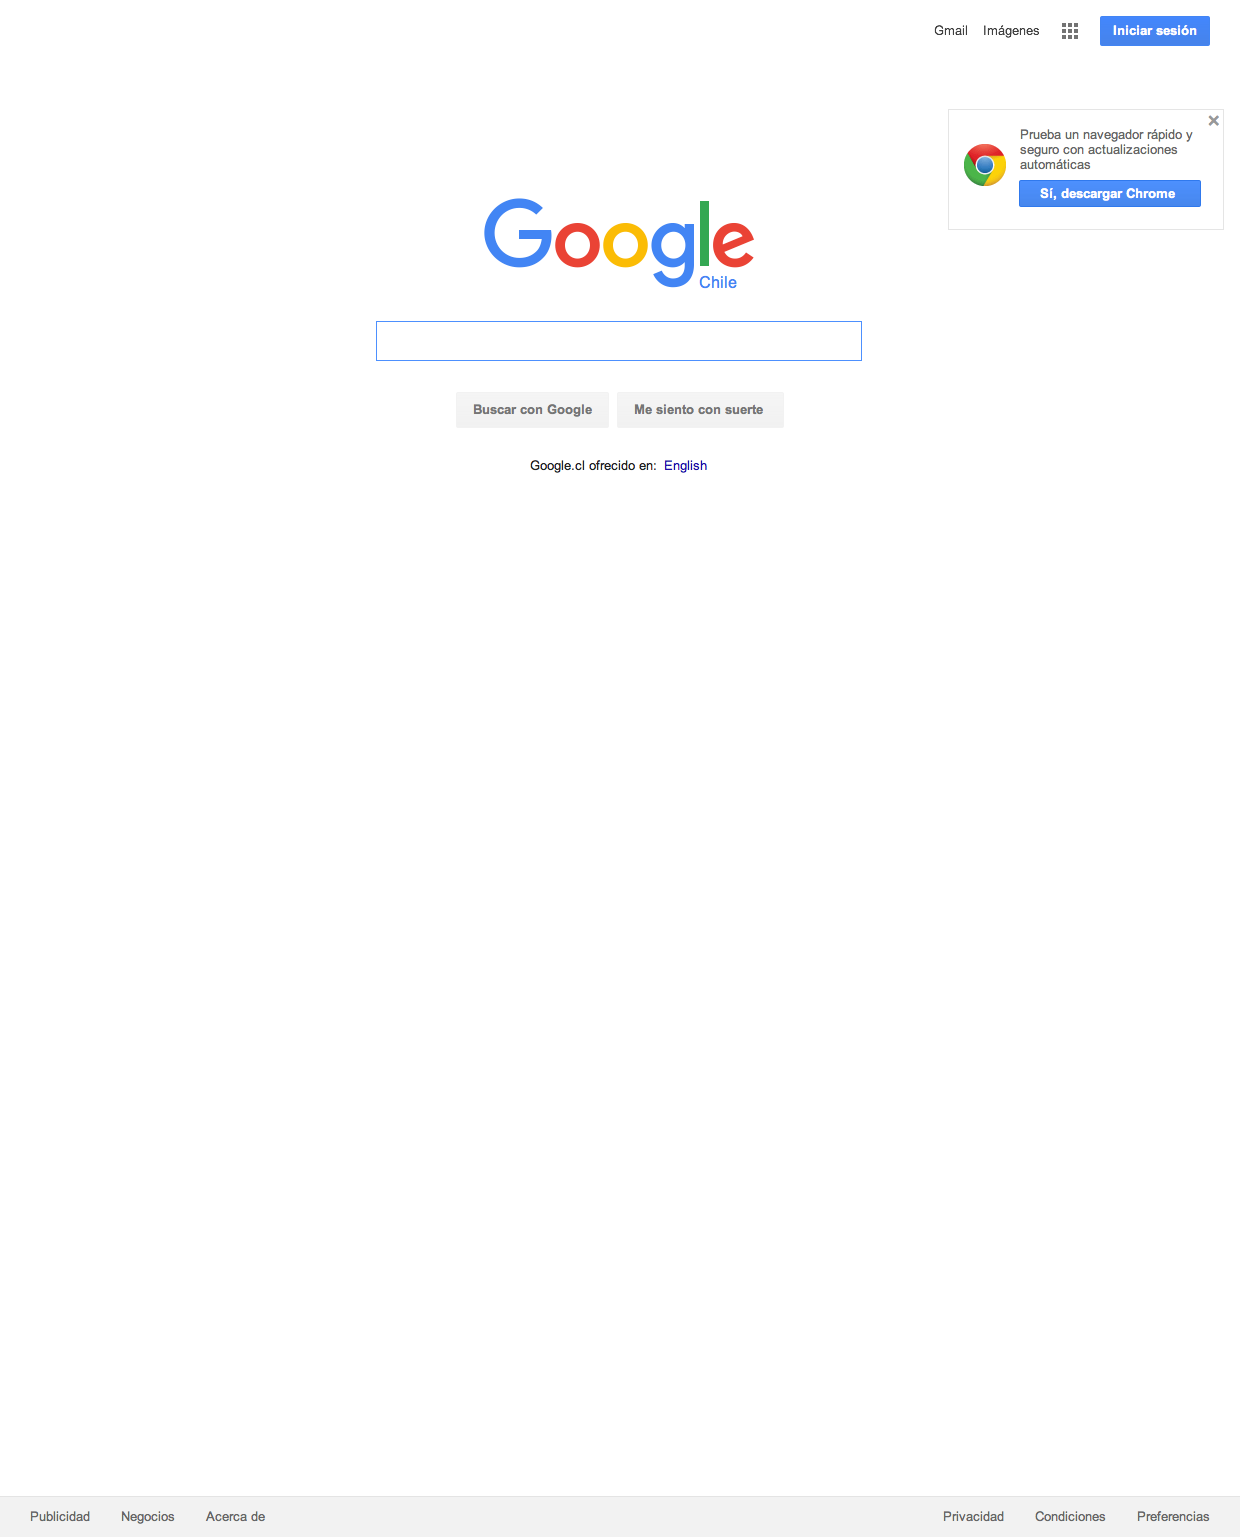 Gmail Imágenes Iniciar sesión
Prueba un navegador rápido y
seguro con actualizaciones
automáticas
Sí, descargar Chrome
Google
Chile
Buscar con Google Me siento con suerte
Google.cl ofrecido en: English
Publicidad Negocios Acerca de Privacidad Condiciones Preferencias